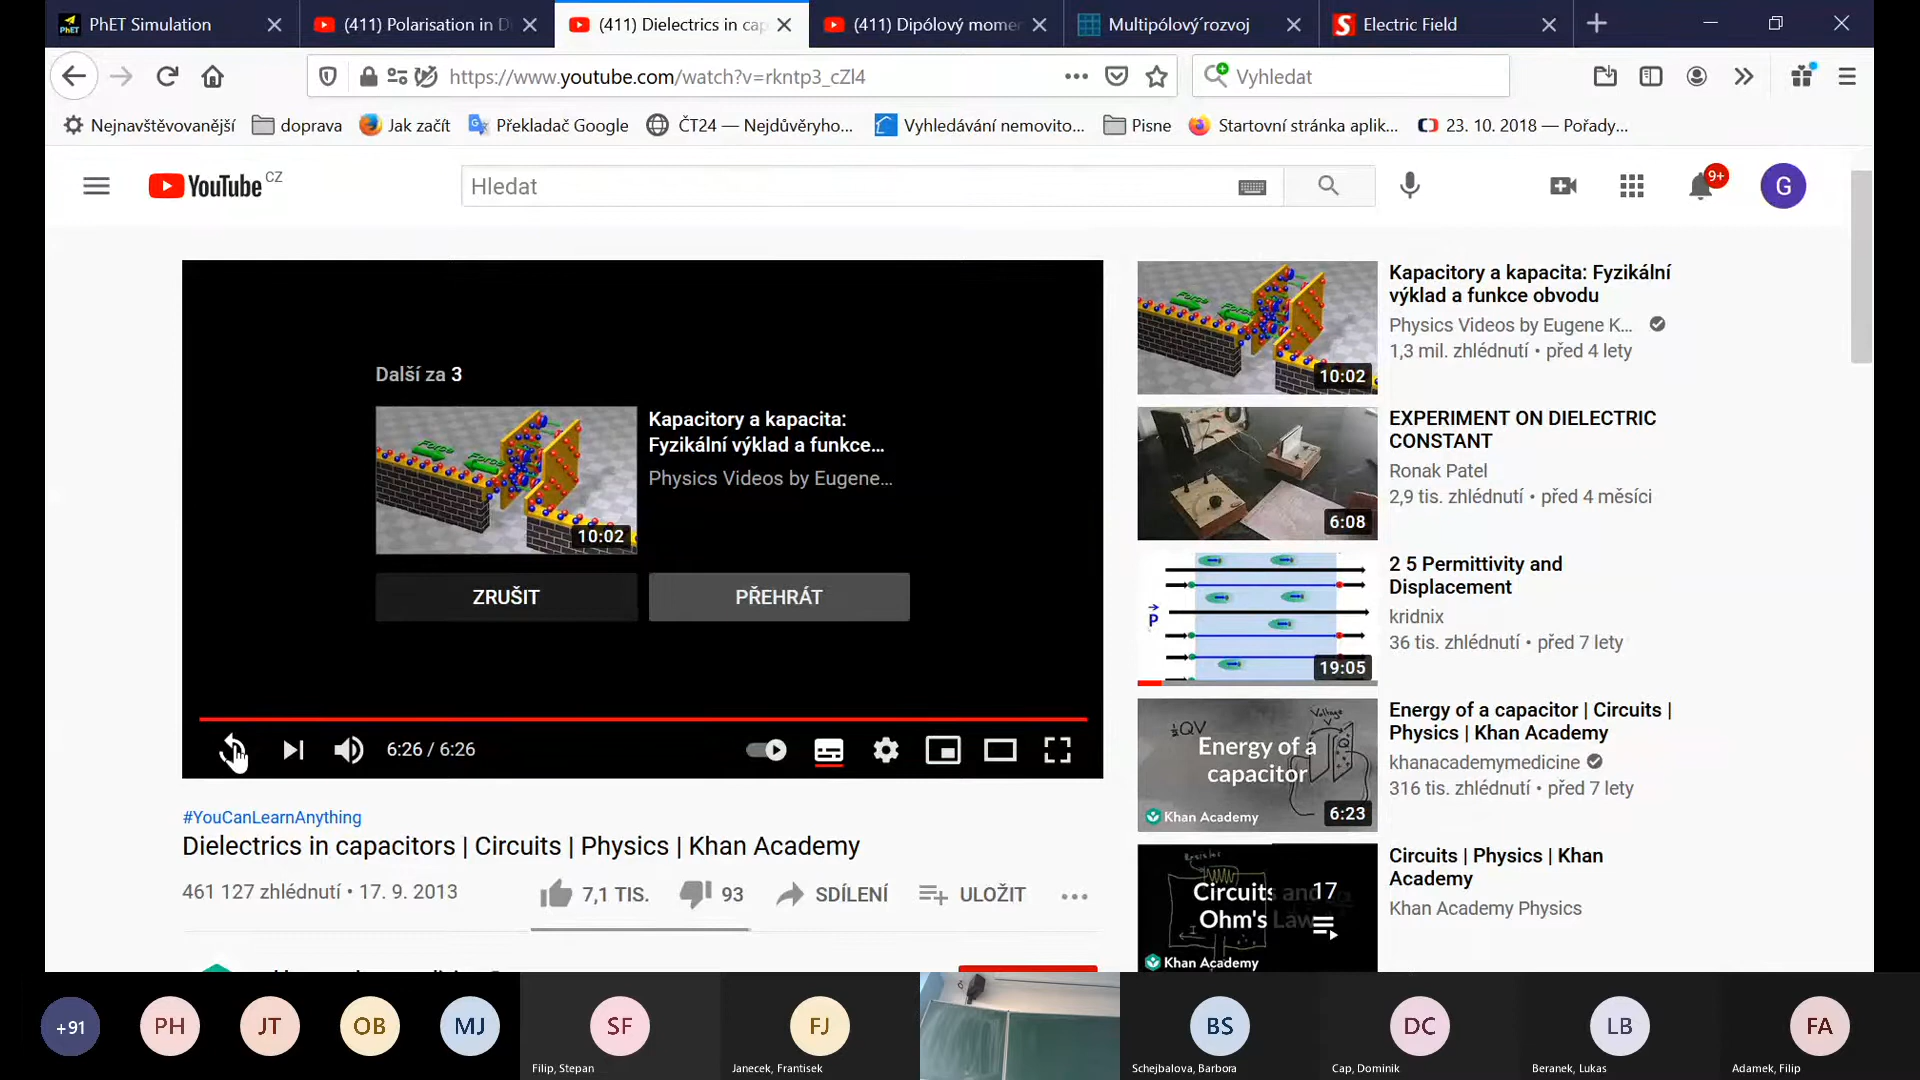 PhET Simulation
(411) Polarisation in D
(411) Dielectrics in cap
(411) Dipólový momen
Multipólový rozvoj
Electric Field
https://www.youtube.com/watch?v=rkntp3_cZl4
Vyhledat
Nejnavštěvovanější
doprava
Jak začít
Překladač Google
ČT24 — Nejdůvěryho...
Vyhledávání nemovito...
Pisne
Startovní stránka aplik...
23. 10. 2018 — Pořady...
YouTube CZ
Hledat
9+
G
Další za 3
Kapacitory a kapacita:
Fyzikální výklad a funkce...
Physics Videos by Eugene...
Force
Force
10:02
ZRUŠIT
PŘEHRÁT
6:26 / 6:26
#YouCanLearnAnything
Dielectrics in capacitors | Circuits | Physics | Khan Academy
461 127 zhlédnutí • 17. 9. 2013
7,1 TIS.
93
SDÍLENÍ
ULOŽIT
Force
Force
10:02
Kapacitory a kapacita: Fyzikální
výklad a funkce obvodu
Physics Videos by Eugene K...
1,3 mil. zhlédnutí • před 4 lety
6:08
EXPERIMENT ON DIELECTRIC
CONSTANT
Ronak Patel
2,9 tis. zhlédnutí • před 4 měsíci
P
19:05
2 5 Permittivity and
Displacement
kridnix
36 tis. zhlédnutí • před 7 lety
½QV
Voltage
Energy of a
capacitor
Khan Academy
6:23
Energy of a capacitor | Circuits |
Physics | Khan Academy
khanacademymedicine
316 tis. zhlédnutí • před 7 lety
Resistor
Circuits and
Ohm's Law
17
Khan Academy
Circuits | Physics | Khan
Academy
Khan Academy Physics
+91
PH
JT
OB
MJ
SF
Filip, Stepan
FJ
Janecek, Frantisek
BS
Schejbalova, Barbora
DC
Cap, Dominik
LB
Beranek, Lukas
FA
Adamek, Filip